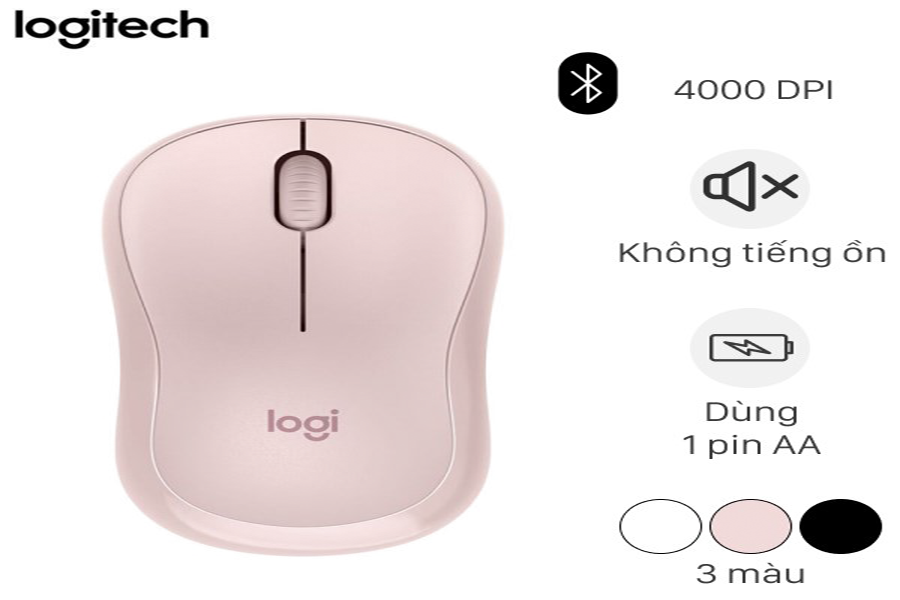 logitech
4000 DPI
Không tiếng ồn
logi
Dùng
1 pin AA
3 màu